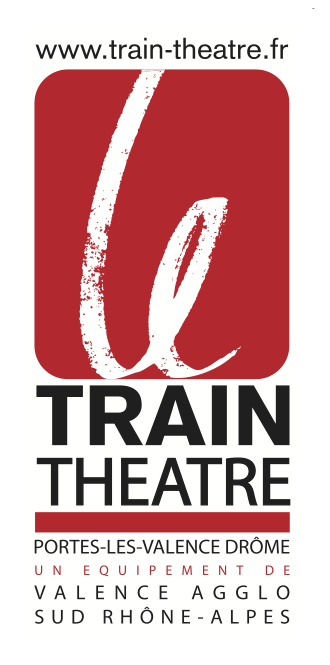 www.train-theatre.fr
le
TRAIN
THEATRE
PORTES-LES-VALENCE DRÔME
UN EQUIPEMENT DE
VALENCE AGGLO
SUD RHÔNE-ALPES